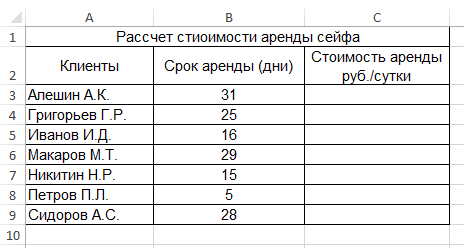 A B C
1 Рассчет стиоимости аренды сейфа
2 Клиенты Срок аренды (дни) Стоимость аренды
руб./сутки
3 Алешин А.К. 31
4 Григорьев Г.Р. 25
5 Иванов И.Д. 16
6 Макаров М.Т. 29
7 Никитин Н.Р. 15
8 Петров П.Л. 5
9 Сидоров А.С. 28
10